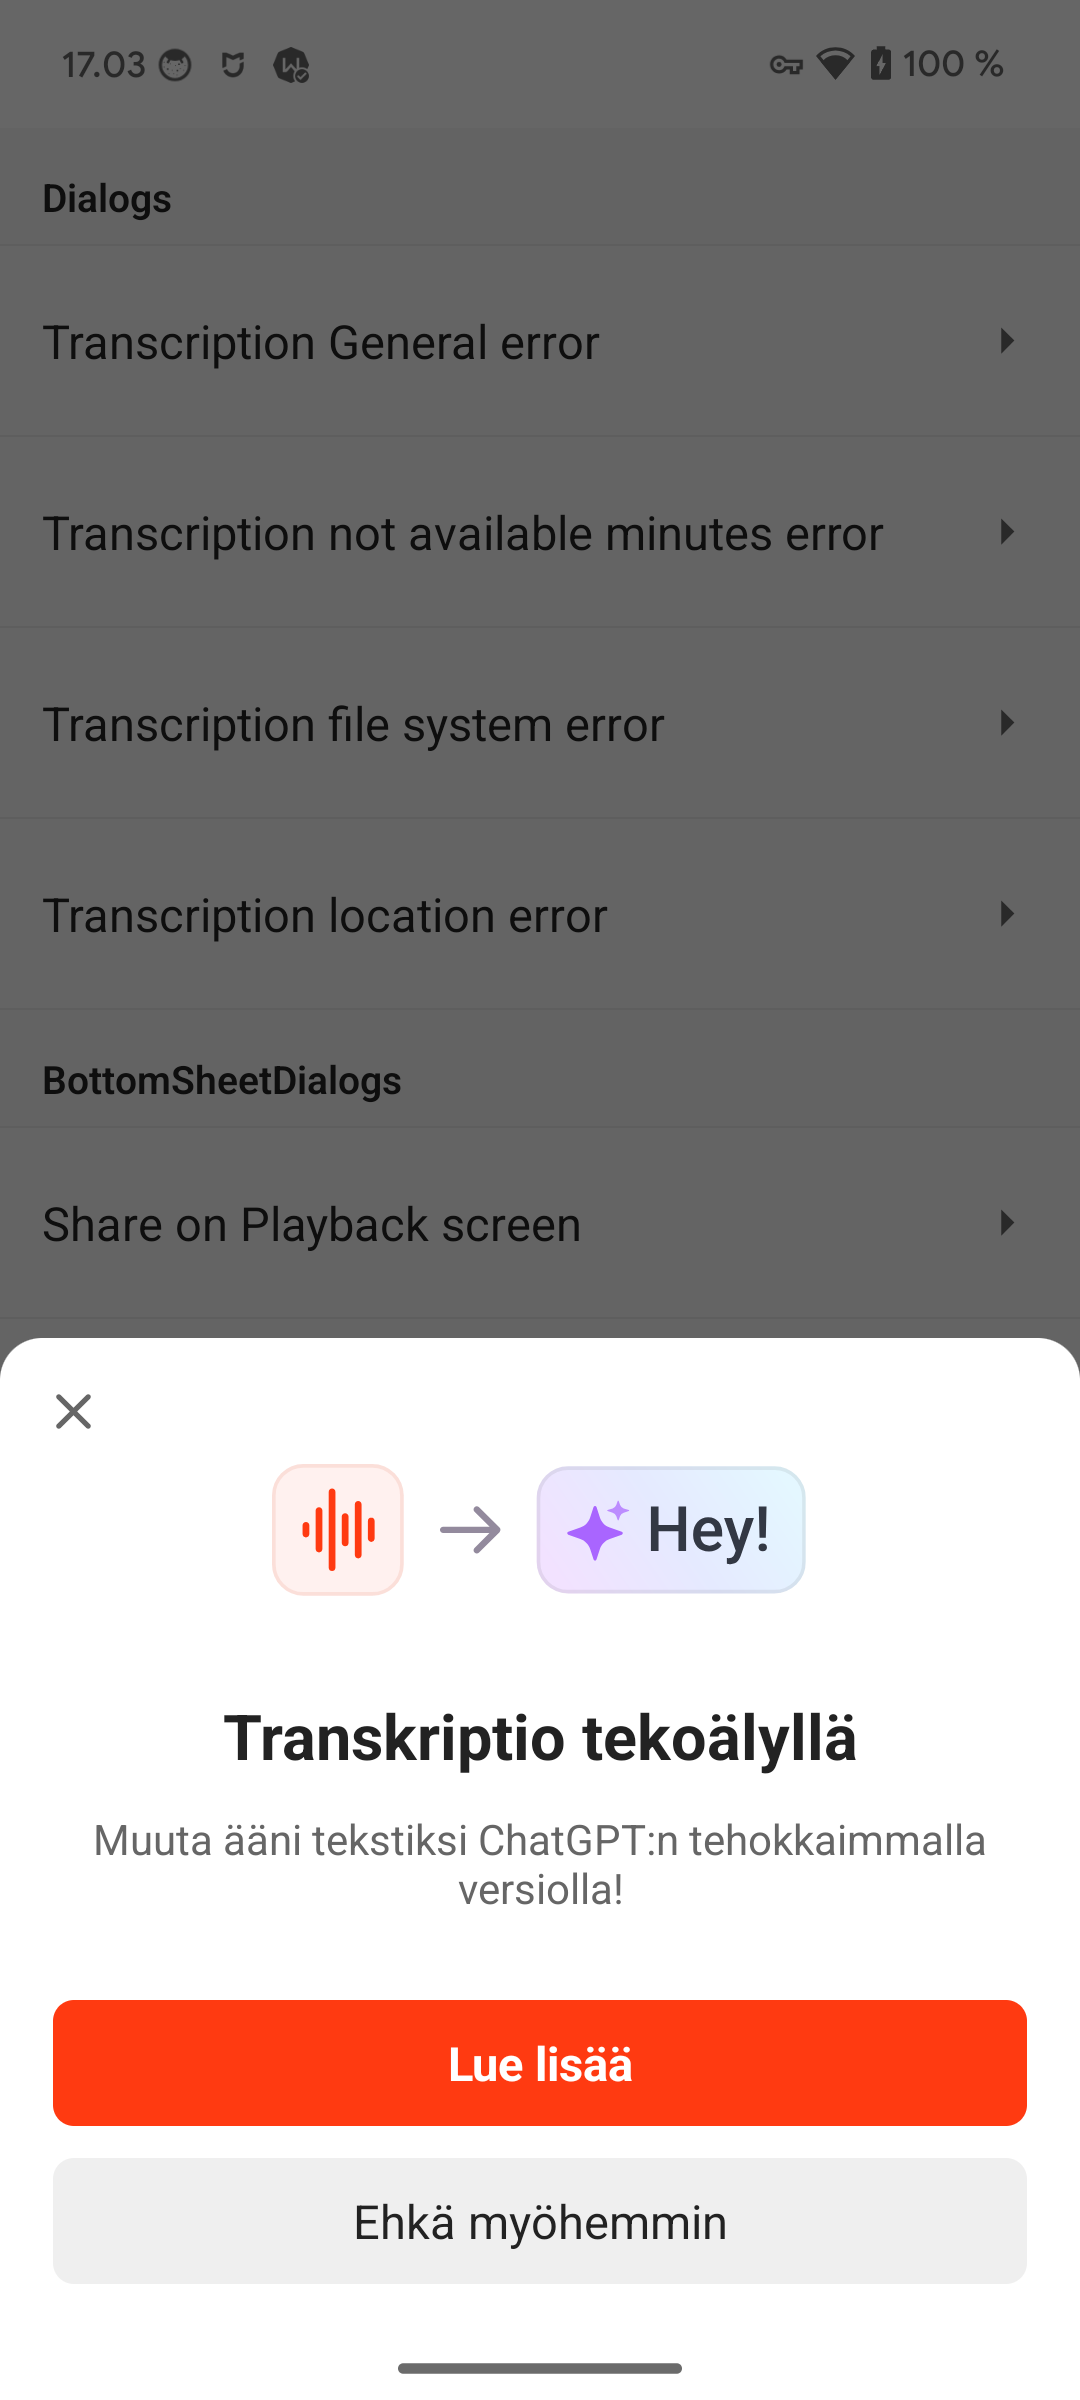 17.03
100 %
Dialogs
Transcription General error
Transcription not available minutes error
Transcription file system error
Transcription location error
BottomSheetDialogs
Share on Playback screen
Hey!
Transkriptio tekoälyllä
Muuta ääni tekstiksi ChatGPT:n tehokkaimmalla
versiolla!
Lue lisää
Ehkä myöhemmin